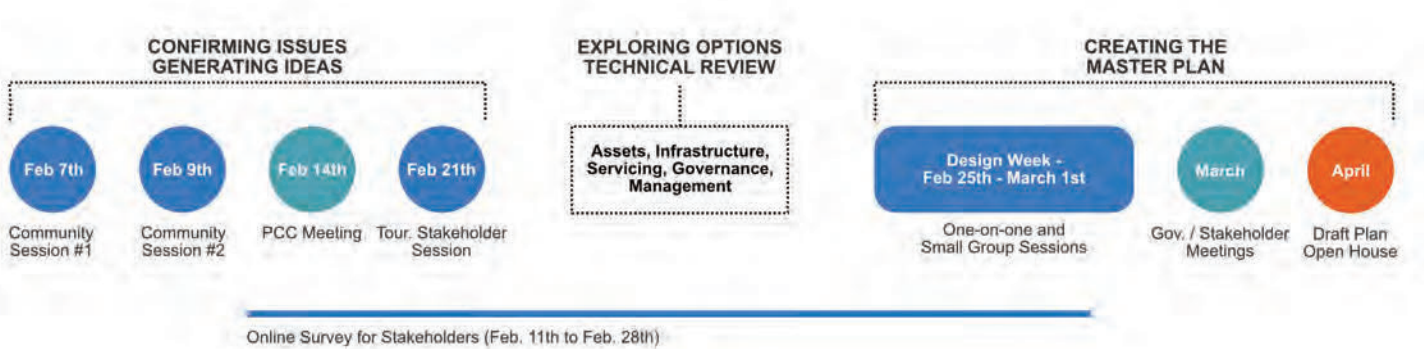 CONFIRMING ISSUES
GENERATING IDEAS
EXPLORING OPTIONS
TECHNICAL REVIEW
CREATING THE
MASTER PLAN
Feb 7th
Feb 9th
Feb 14th
Feb 21th
Assets, Infrastructure,
Servicing, Governance,
Management
Design Week -
Feb 25th - March 1st
March
April
Community
Session #1
Community
Session #2
PCC Meeting
Tour. Stakeholder
Session
One-on-one and
Small Group Sessions
Gov. / Stakeholder
Meetings
Draft Plan
Open House
Online Survey for Stakeholders (Feb. 11th to Feb. 28th)